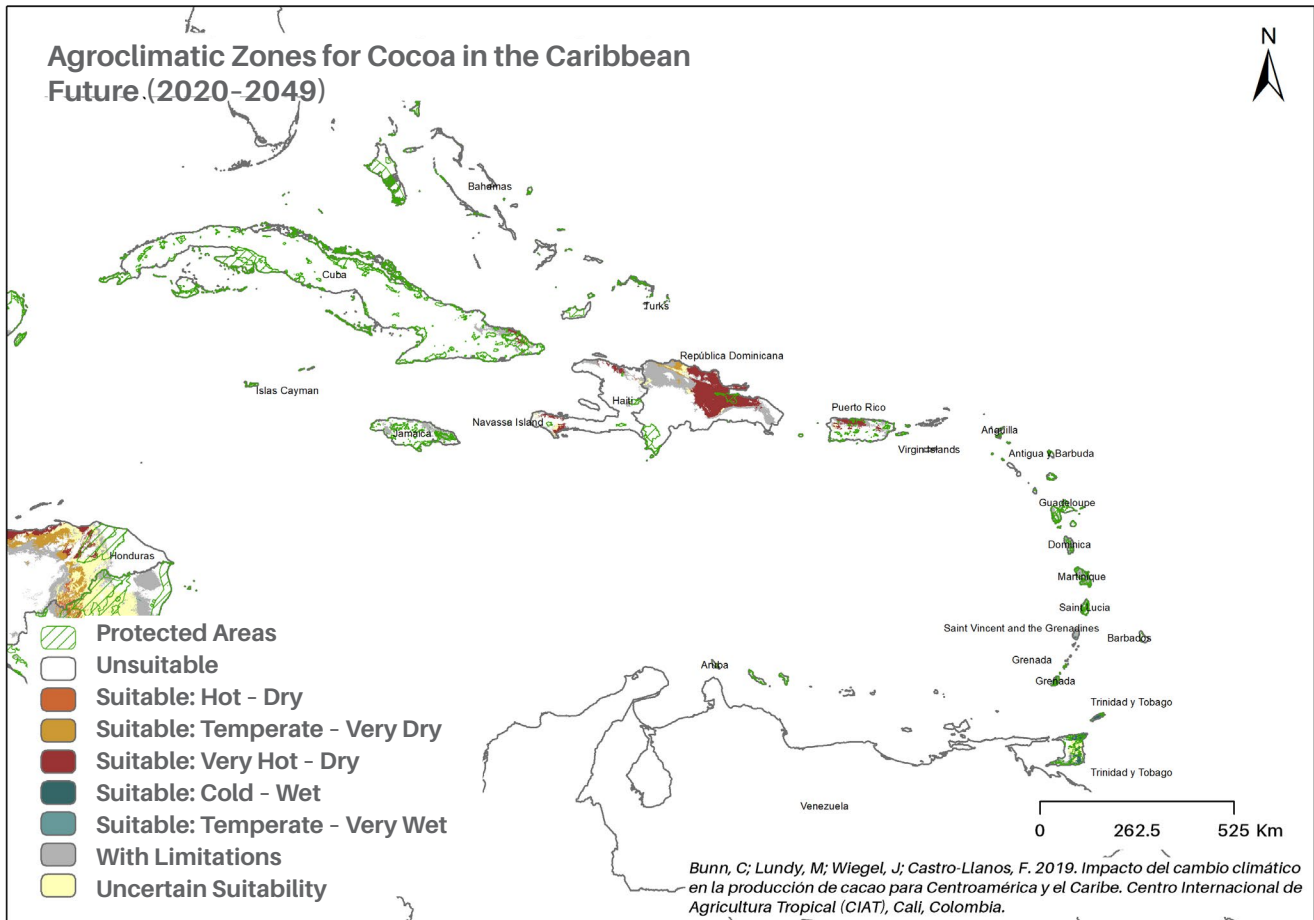 Agroclimatic Zones for Cocoa in the Caribbean
Future (2020–2049)
N
Bahamas
Cuba
Turks
Islas Cayman
República Dominicana
Haiti
Navassa Island
Jamaica
Puerto Rico
Virgin Islands
Anguilla
Antigua y Barbuda
Guadeloupe
Dominica
Martinique
Saint Lucia
Saint Vincent and the Grenadines
Barbados
Grenada
Grenada
Aruba
Trinidad y Tobago
Trinidad y Tobago
Venezuela
Honduras
Protected Areas
Unsuitable
Suitable: Hot – Dry
Suitable: Temperate – Very Dry
Suitable: Very Hot – Dry
Suitable: Cold – Wet
Suitable: Temperate – Very Wet
With Limitations
Uncertain Suitability
0 262.5 525 Km
Bunn, C; Lundy, M; Wiegel, J; Castro-Llanos, F. 2019. Impacto del cambio climático
en la producción de cacao para Centroamérica y el Caribe. Centro Internacional de
Agricultura Tropical (CIAT), Cali, Colombia.